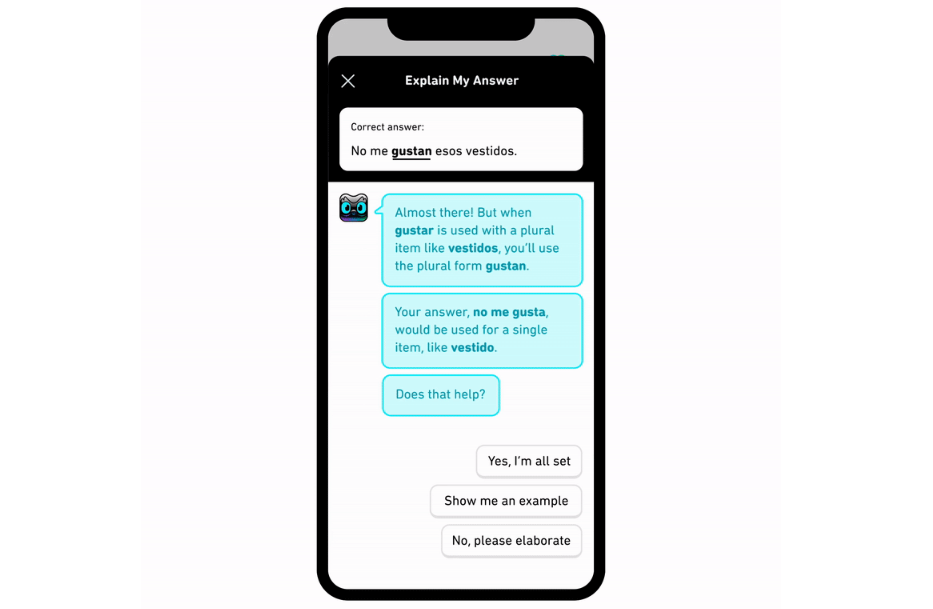 Explain My Answer
Correct answer:
No me gustan esos vestidos.
Almost there! But when
gustar is used with a plural
item like vestidos, you'll use
the plural form gustan.
Your answer, no me gusta,
would be used for a single
item, like vestido.
Does that help?
Yes, I'm all set
Show me an example
No, please elaborate